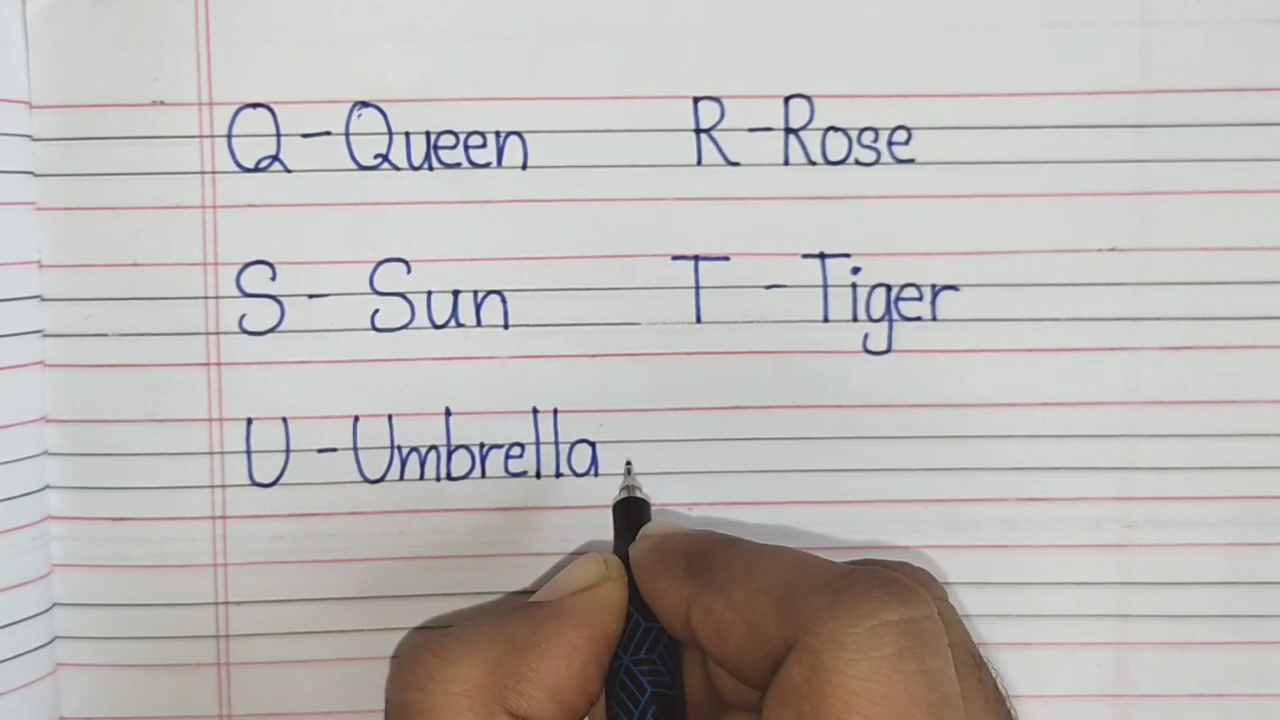 Q - Queen R - Rose
S - Sun T - Tiger
U - Umbrella